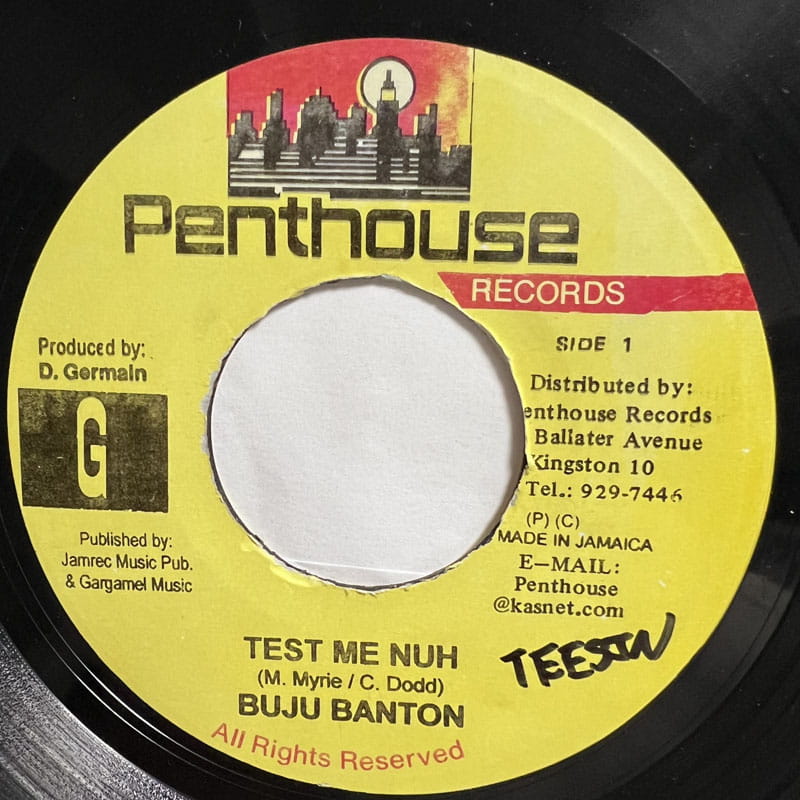 Penthouse
RECORDS
SIDE 1
Produced by:
D. Germain
G
Published by:
Jamrec Music Pub.
& Gargamel Music
Distributed by:
enthouse Records
Ballater Avenue
Kingston 10
Tel.: 929-7446
(P) (C)
MADE IN JAMAICA
E-MAIL:
Penthouse
@kasnet.com
TEST ME NUH
(M. Myrie / C. Dodd)
BUJU BANTON
All Rights Reserved